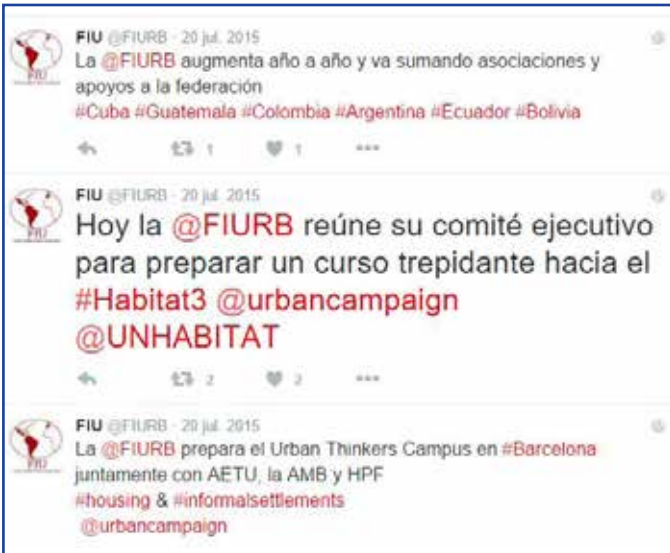 FIU @FIURB · 20 jul. 2015
La @FIURB augmenta año a año y va sumando asociaciones y
apoyos a la federación
#Cuba #Guatemala #Colombia #Argentina #Ecuador #Bolivia
1 1
FIU @FIURB · 20 jul. 2015
Hoy la @FIURB reúne su comité ejecutivo
para preparar un curso trepidante hacia el
#Habitat3 @urbancampaign
@UNHABITAT
2 2
FIU @FIURB · 20 jul. 2015
La @FIURB prepara el Urban Thinkers Campus en #Barcelona
juntamente con AETU, la AMB y HPF
#housing & #informalsettlements
@urbancampaign